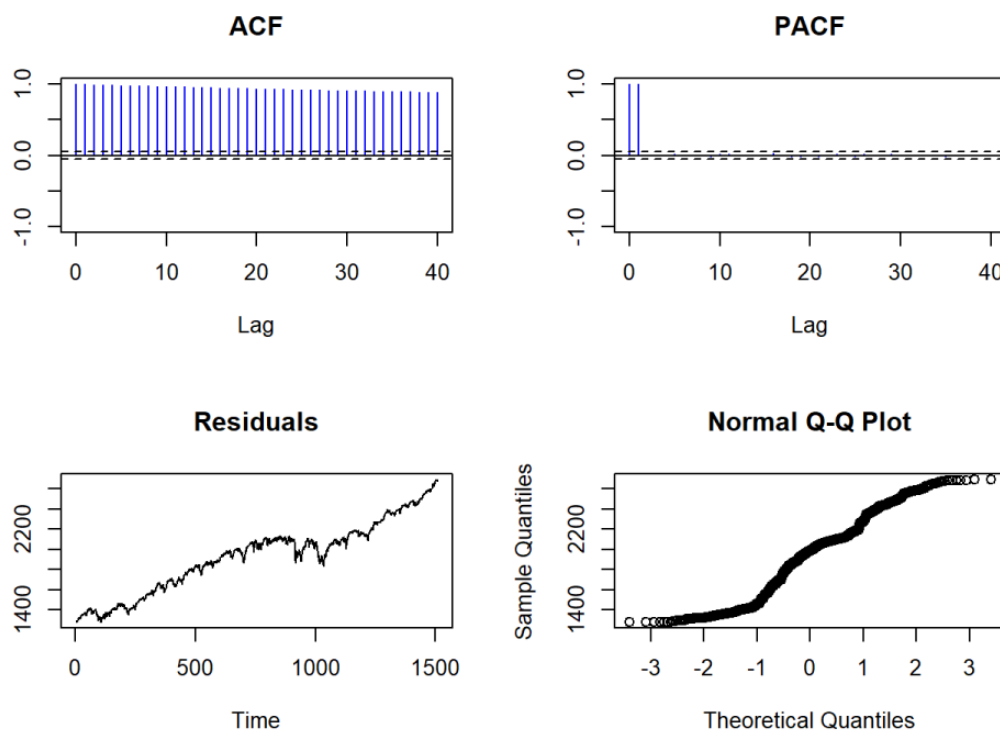 ACF
1.0
0.0
-1.0
0 10 20 30 40
Lag
PACF
1.0
0.0
-1.0
0 10 20 30 40
Lag
Residuals
2200
1400
0 500 1000 1500
Time
Normal Q-Q Plot
Sample Quantiles
2200
1400
-3 -2 -1 0 1 2 3
Theoretical Quantiles